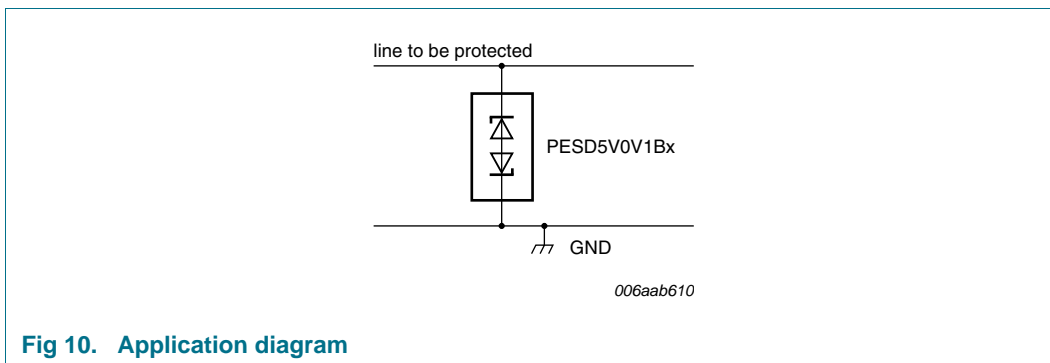 line to be protected
PESD5V0V1Bx
GND
006aab610
Fig 10. Application diagram